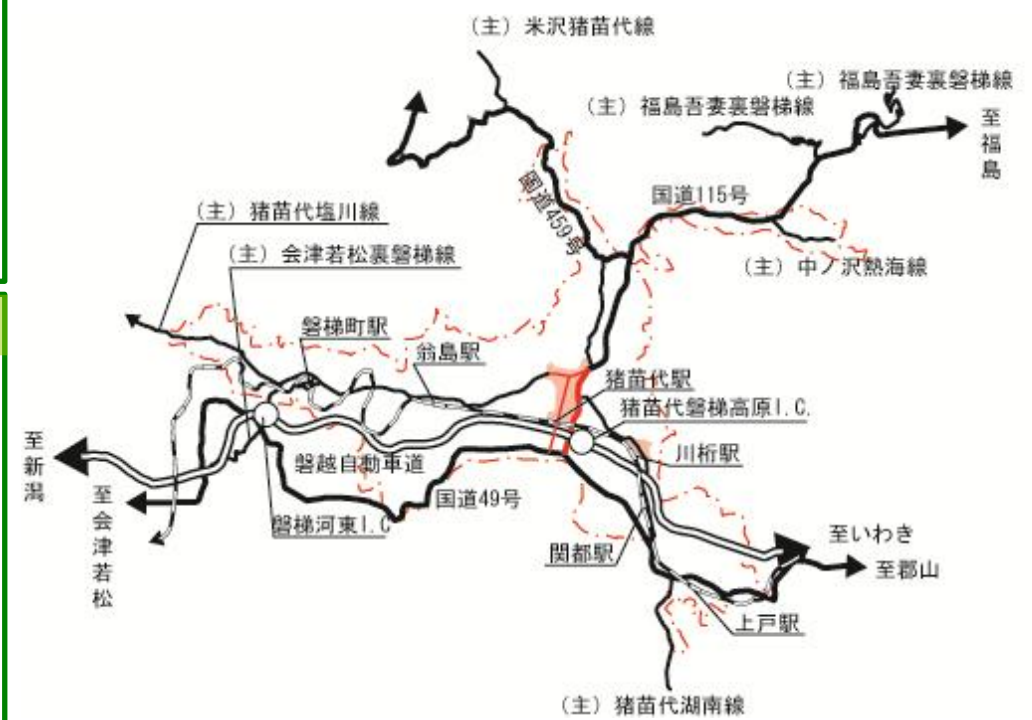 (主)米沢猪苗代線
(主)福島吾妻裏磐梯線
(主)福島吾妻裏磐梯線
至福島
国道459号
国道115号
(主)猪苗代塩川線
(主)会津若松裏磐梯線
(主)中ノ沢熱海線
磐梯町駅
翁島駅
猪苗代駅
猪苗代磐梯高原I.C.
川桁駅
至新潟
磐越自動車道
至会津若松
国道49号
磐梯河東I.C
関都駅
至いわき
至郡山
上戸駅
(主)猪苗代湖南線